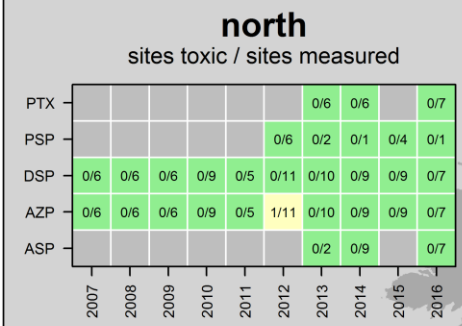 north
sites toxic / sites measured
PTX 0/6 0/6 0/7
PSP 0/6 0/2 0/1 0/4 0/1
DSP 0/6 0/6 0/6 0/9 0/5 0/11 0/10 0/9 0/9 0/7
AZP 0/6 0/6 0/6 0/9 0/5 1/11 0/10 0/9 0/9 0/7
ASP 0/2 0/9 0/7
2007 2008 2009 2010 2011 2012 2013 2014 2015 2016